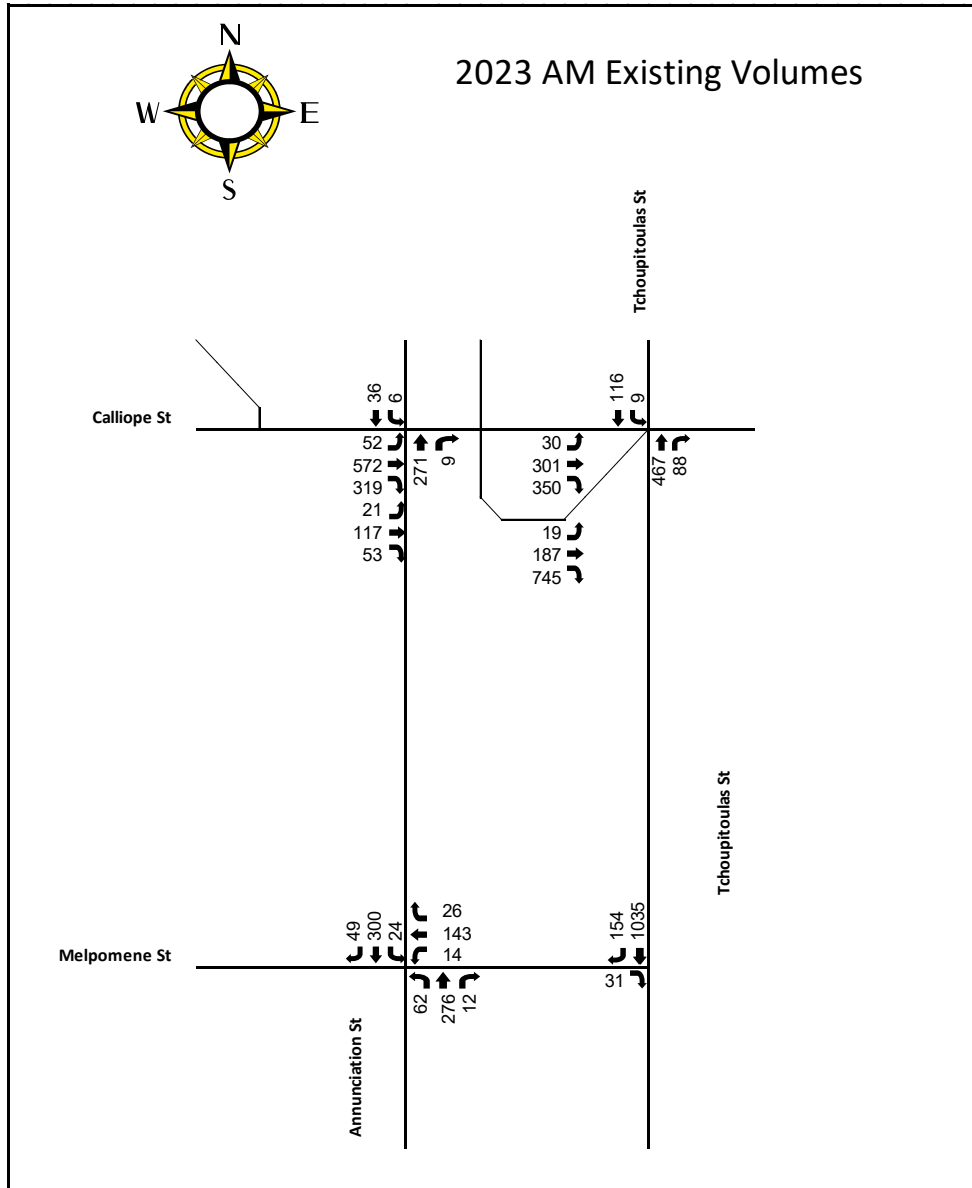 N
2023 AM Existing Volumes
W E
S
Tchoupitoulas St
Calliope St
36 6
116 9
52
572
319
21
117
53
271 9
30
301
350
19
187
745
467 88
Tchoupitoulas St
49 300 24
26
143
14
154 1035
Melpomene St
62 276 12
31
Annunciation St